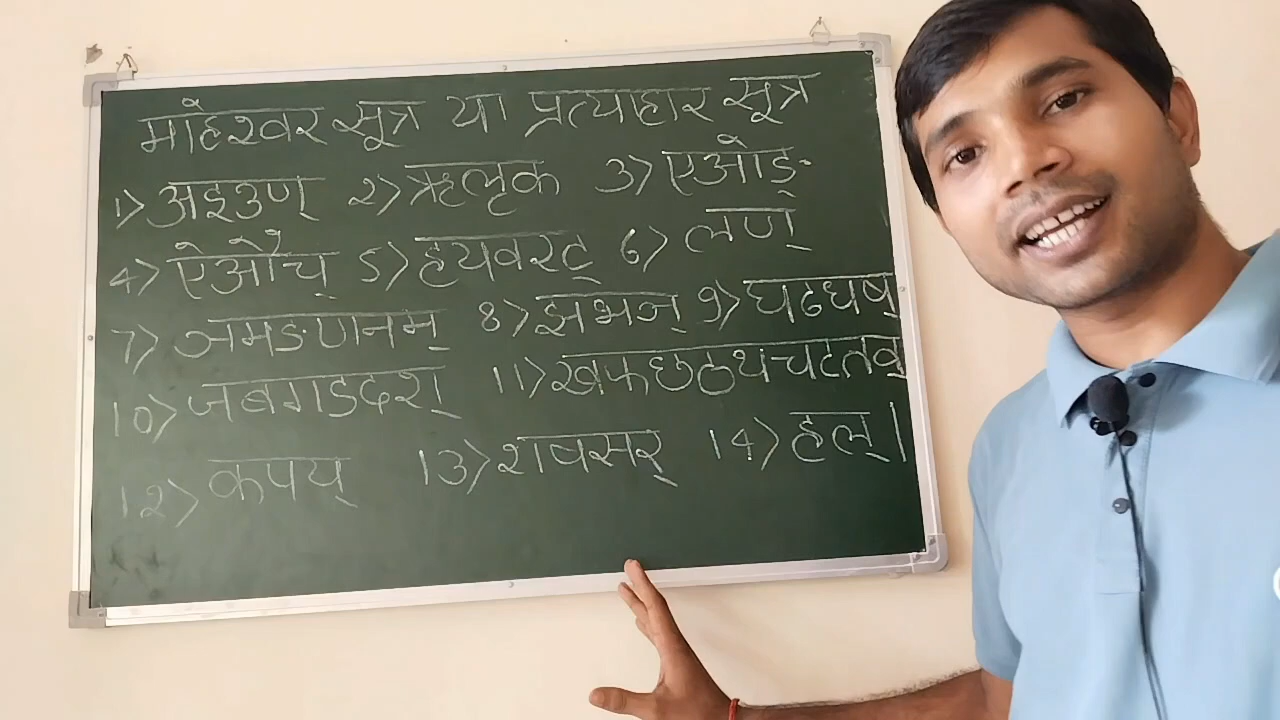 माहेश्वर सूत्र या प्रत्याहार सूत्र
1) अइउण् 2) ऋलृक 3) एओङ्
4) ऐऔच् 5) हयवरट् 6) लण्
7) ञमङणनम् 8) झभञ् 9) घढधष्
10) जबगडदश् 11) खफछठथचटतव्
12) कपय् 13) शषसर् 14) हल्।